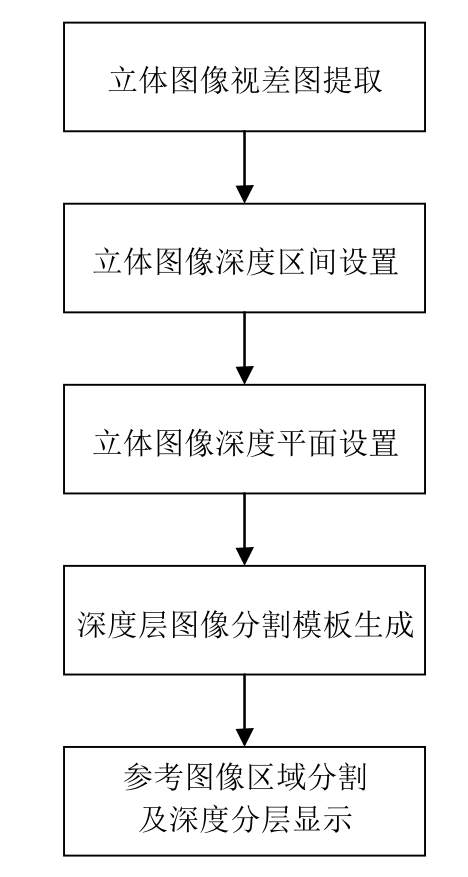 立体图像视差图提取
立体图像深度区间设置
立体图像深度平面设置
深度层图像分割模板生成
参考图像区域分割
及深度分层显示